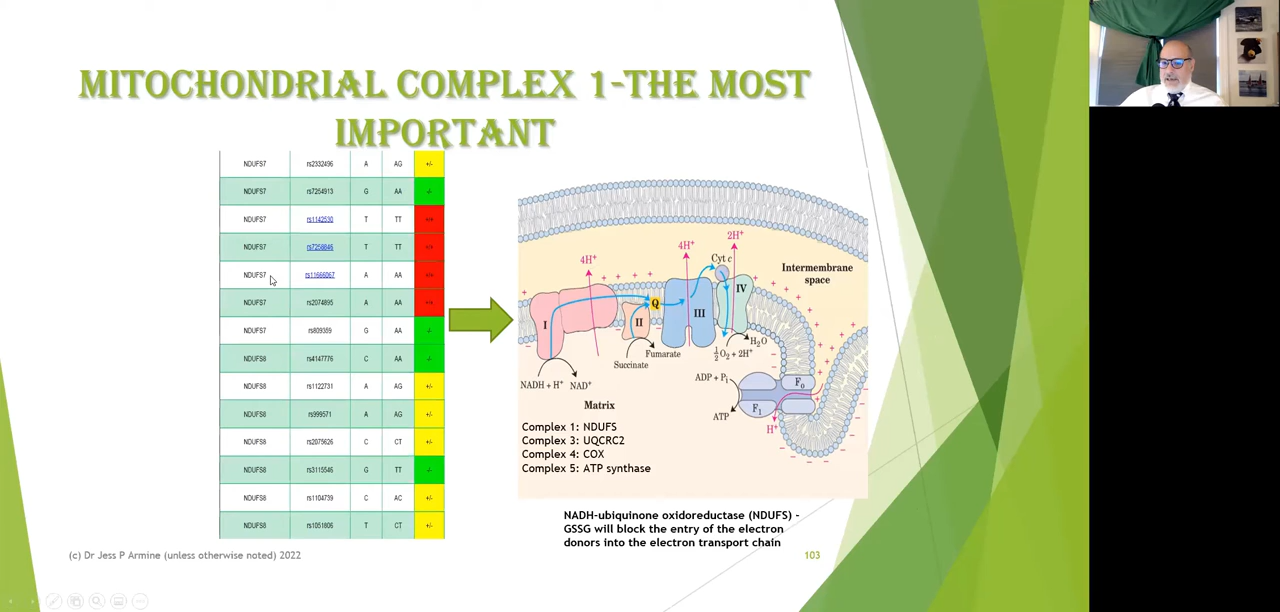 MITOCHONDRIAL COMPLEX 1-THE MOST
IMPORTANT
NDUFS7 rs2332496 A AG +/-
NDUFS7 rs7254913 G AA -/-
NDUFS7 rs1142530 T TT +/+
NDUFS7 rs7258846 T TT +/+
NDUFS7 rs11666067 A AA +/+
NDUFS7 rs2074895 A AA +/+
NDUFS7 rs809359 G AA -/-
NDUFS8 rs4147776 C AA -/-
NDUFS8 rs1122731 A AG +/-
NDUFS8 rs999571 A AG +/-
NDUFS8 rs2075626 C CT +/-
NDUFS8 rs3115546 G TT -/-
NDUFS8 rs1104739 C AC +/-
NDUFS8 rs1051806 T CT +/-
4H+
4H+
2H+
Cyt c
Intermembrane
space
I
II
Q
III
IV
NADH + H+
NAD+
Succinate
Fumarate
½O2 + 2H+
H2O
ADP + Pi
ATP
F0
F1
H+
Matrix
Complex 1: NDUFS
Complex 3: UQCRC2
Complex 4: COX
Complex 5: ATP synthase
NADH-ubiquinone oxidoreductase (NDUFS) -
GSSG will block the entry of the electron
donors into the electron transport chain
(c) Dr Jess P Armine (unless otherwise noted) 2022
103